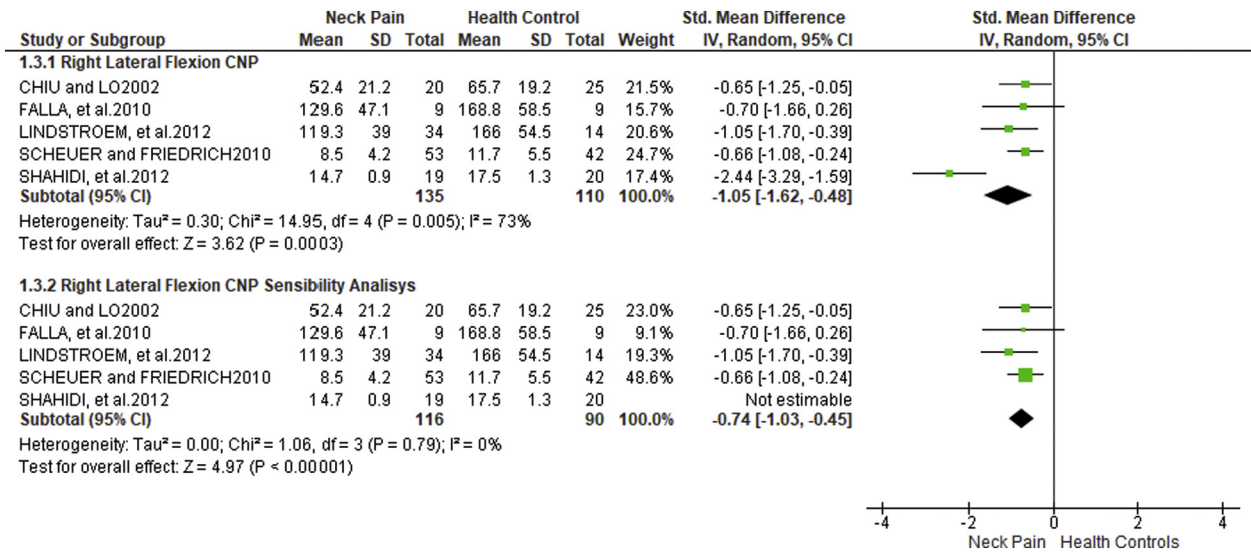 Neck Pain Health Control Std. Mean Difference Std. Mean Difference
Study or Subgroup Mean SD Total Mean SD Total Weight IV, Random, 95% CI IV, Random, 95% CI
1.3.1 Right Lateral Flexion CNP
CHIU and LO2002 52.4 21.2 20 65.7 19.2 25 21.5% -0.65 [-1.25, -0.05]
FALLA, et al.2010 129.6 47.1 9 168.8 58.5 9 15.7% -0.70 [-1.66, 0.26]
LINDSTROEM, et al.2012 119.3 39 34 166 54.5 14 20.6% -1.05 [-1.70, -0.39]
SCHEUER and FRIEDRICH2010 8.5 4.2 53 11.7 5.5 42 24.7% -0.66 [-1.08, -0.24]
SHAHIDI, et al.2012 14.7 0.9 19 17.5 1.3 20 17.4% -2.44 [-3.29, -1.59]
Subtotal (95% CI) 135 110 100.0% -1.05 [-1.62, -0.48]
Heterogeneity: Tau² = 0.30; Chi² = 14.95, df = 4 (P = 0.005); I² = 73%
Test for overall effect: Z = 3.62 (P = 0.0003)
1.3.2 Right Lateral Flexion CNP Sensibility Analisys
CHIU and LO2002 52.4 21.2 20 65.7 19.2 25 23.0% -0.65 [-1.25, -0.05]
FALLA, et al.2010 129.6 47.1 9 168.8 58.5 9 9.1% -0.70 [-1.66, 0.26]
LINDSTROEM, et al.2012 119.3 39 34 166 54.5 14 19.3% -1.05 [-1.70, -0.39]
SCHEUER and FRIEDRICH2010 8.5 4.2 53 11.7 5.5 42 48.6% -0.66 [-1.08, -0.24]
SHAHIDI, et al.2012 14.7 0.9 19 17.5 1.3 20 Not estimable
Subtotal (95% CI) 116 90 100.0% -0.74 [-1.03, -0.45]
Heterogeneity: Tau² = 0.00; Chi² = 1.06, df = 3 (P = 0.79); I² = 0%
Test for overall effect: Z = 4.97 (P < 0.00001)
-4 -2 0 2 4
Neck Pain Health Controls